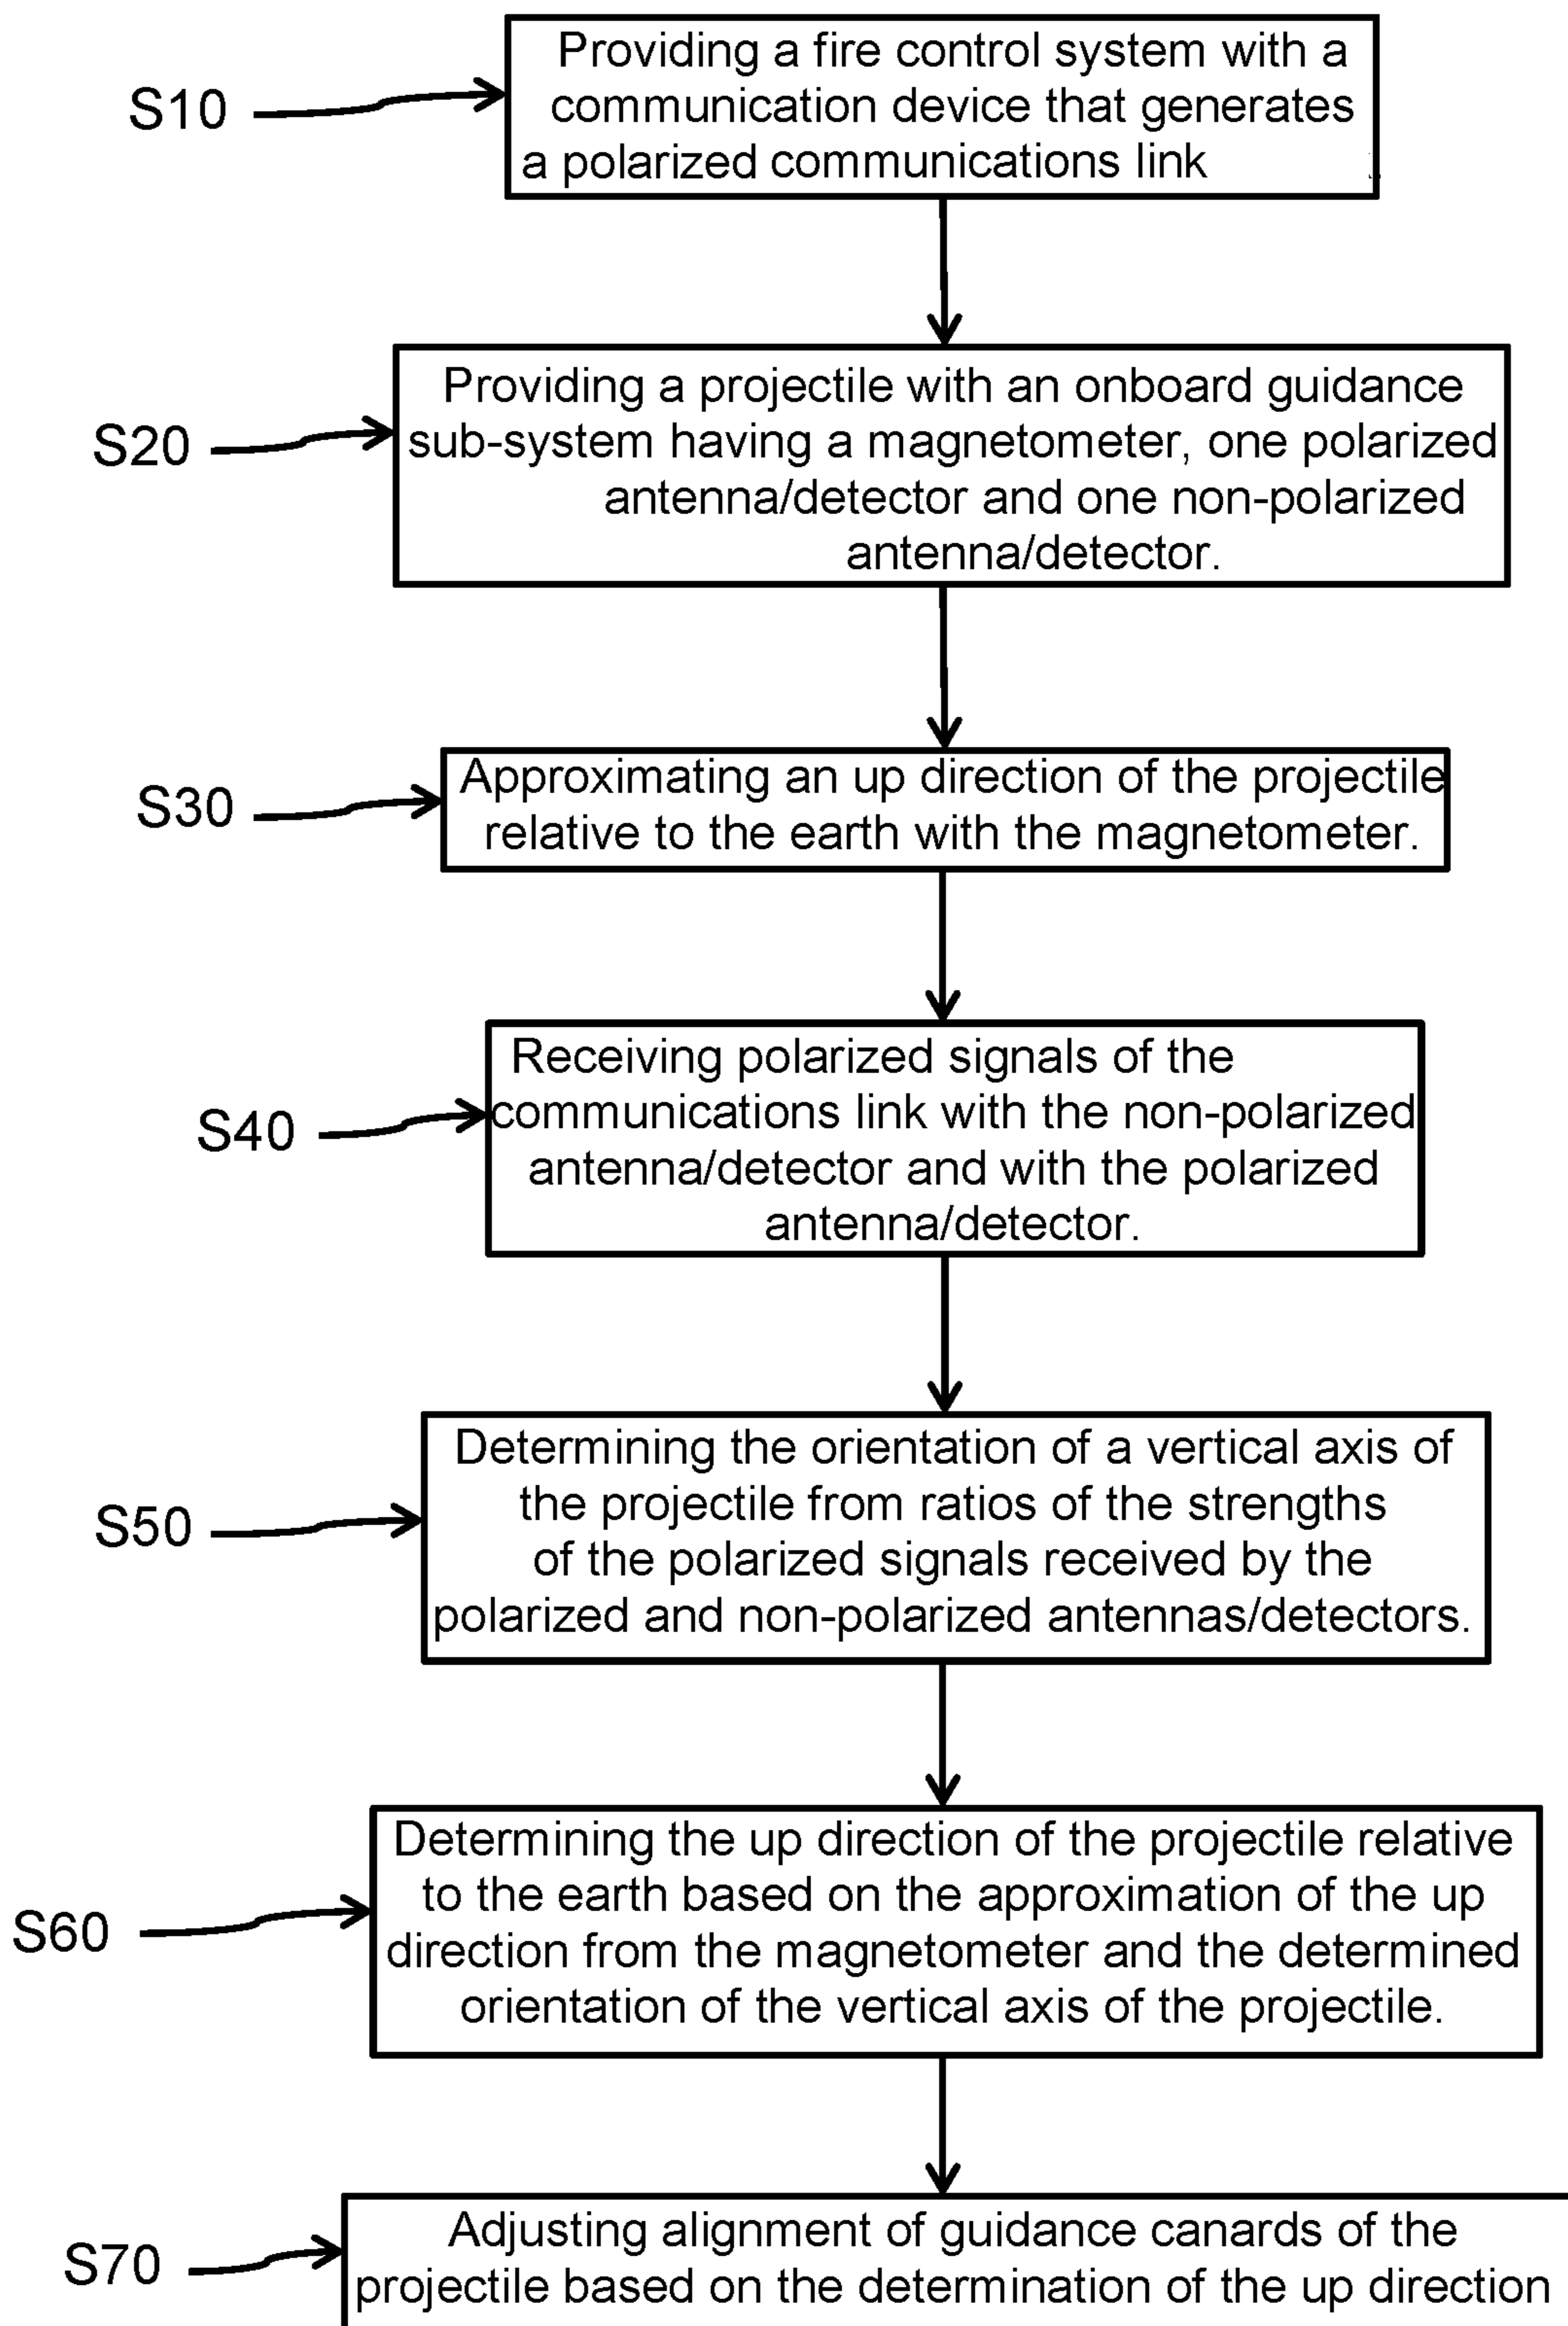 Providing a fire control system with a
S10
communication device that generates
a polarized communications link
Providing a projectile with an onboard guidance
S20
sub-system having a magnetometer, one polarized
antenna/detector and one non-polarized
antenna/detector.
Approximating an up direction of the projectile
S30
relative to the earth with the magnetometer.
Receiving polarized signals of the
S40
communications link with the non-polarized
antenna/detector and with the polarized
antenna/detector.
Determining the orientation of a vertical axis of
the projectile from ratios of the strengths
S50
of the polarized signals received by the
polarized and non-polarized antennas/detectors.
Determining the up direction of the projectile relative
to the earth based on the approximation of the up
S60
direction from the magnetometer and the determined
orientation of the vertical axis of the projectile.
Adjusting alignment of guidance canards of the
S70
projectile based on the determination of the up direction